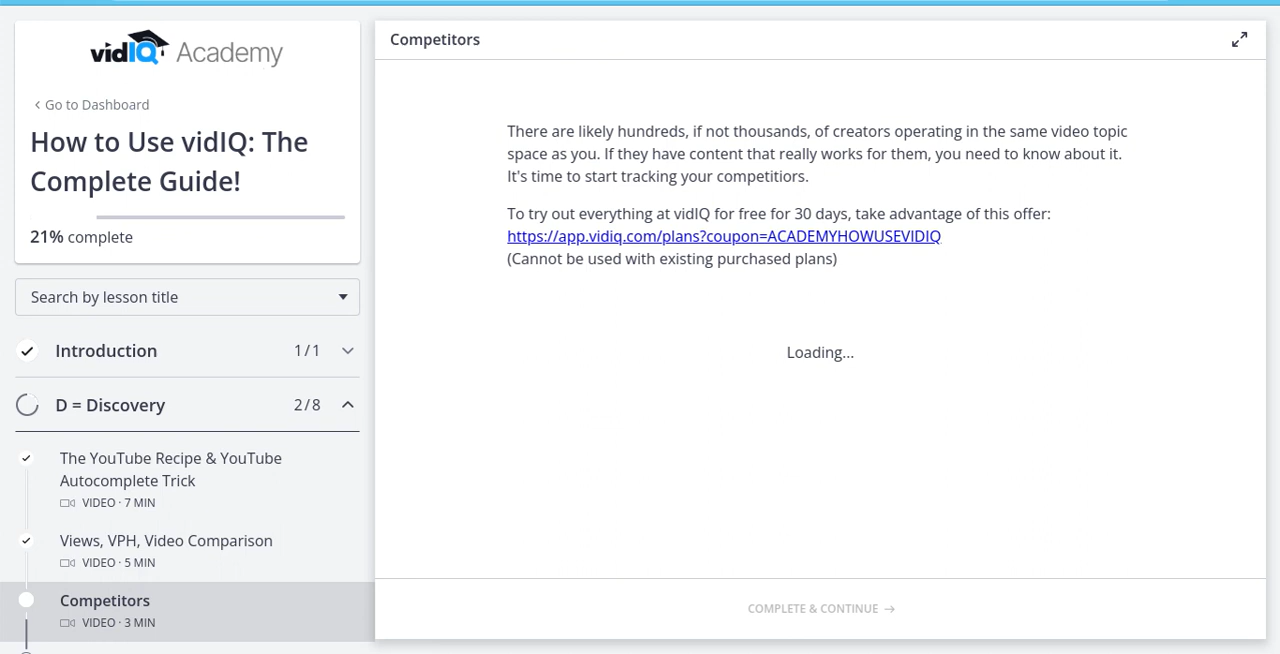 vidIQ Academy
Go to Dashboard
How to Use vidIQ: The
Complete Guide!
21% complete
Search by lesson title
Introduction 1/1
D = Discovery 2/8
The YouTube Recipe & YouTube
Autocomplete Trick
VIDEO · 7 MIN
Views, VPH, Video Comparison
VIDEO · 5 MIN
Competitors
VIDEO · 3 MIN
Competitors
There are likely hundreds, if not thousands, of creators operating in the same video topic
space as you. If they have content that really works for them, you need to know about it.
It's time to start tracking your competitiors.
To try out everything at vidIQ for free for 30 days, take advantage of this offer:
https://app.vidiq.com/plans?coupon=ACADEMYHOWUSEVIDIQ
(Cannot be used with existing purchased plans)
Loading...
COMPLETE & CONTINUE →